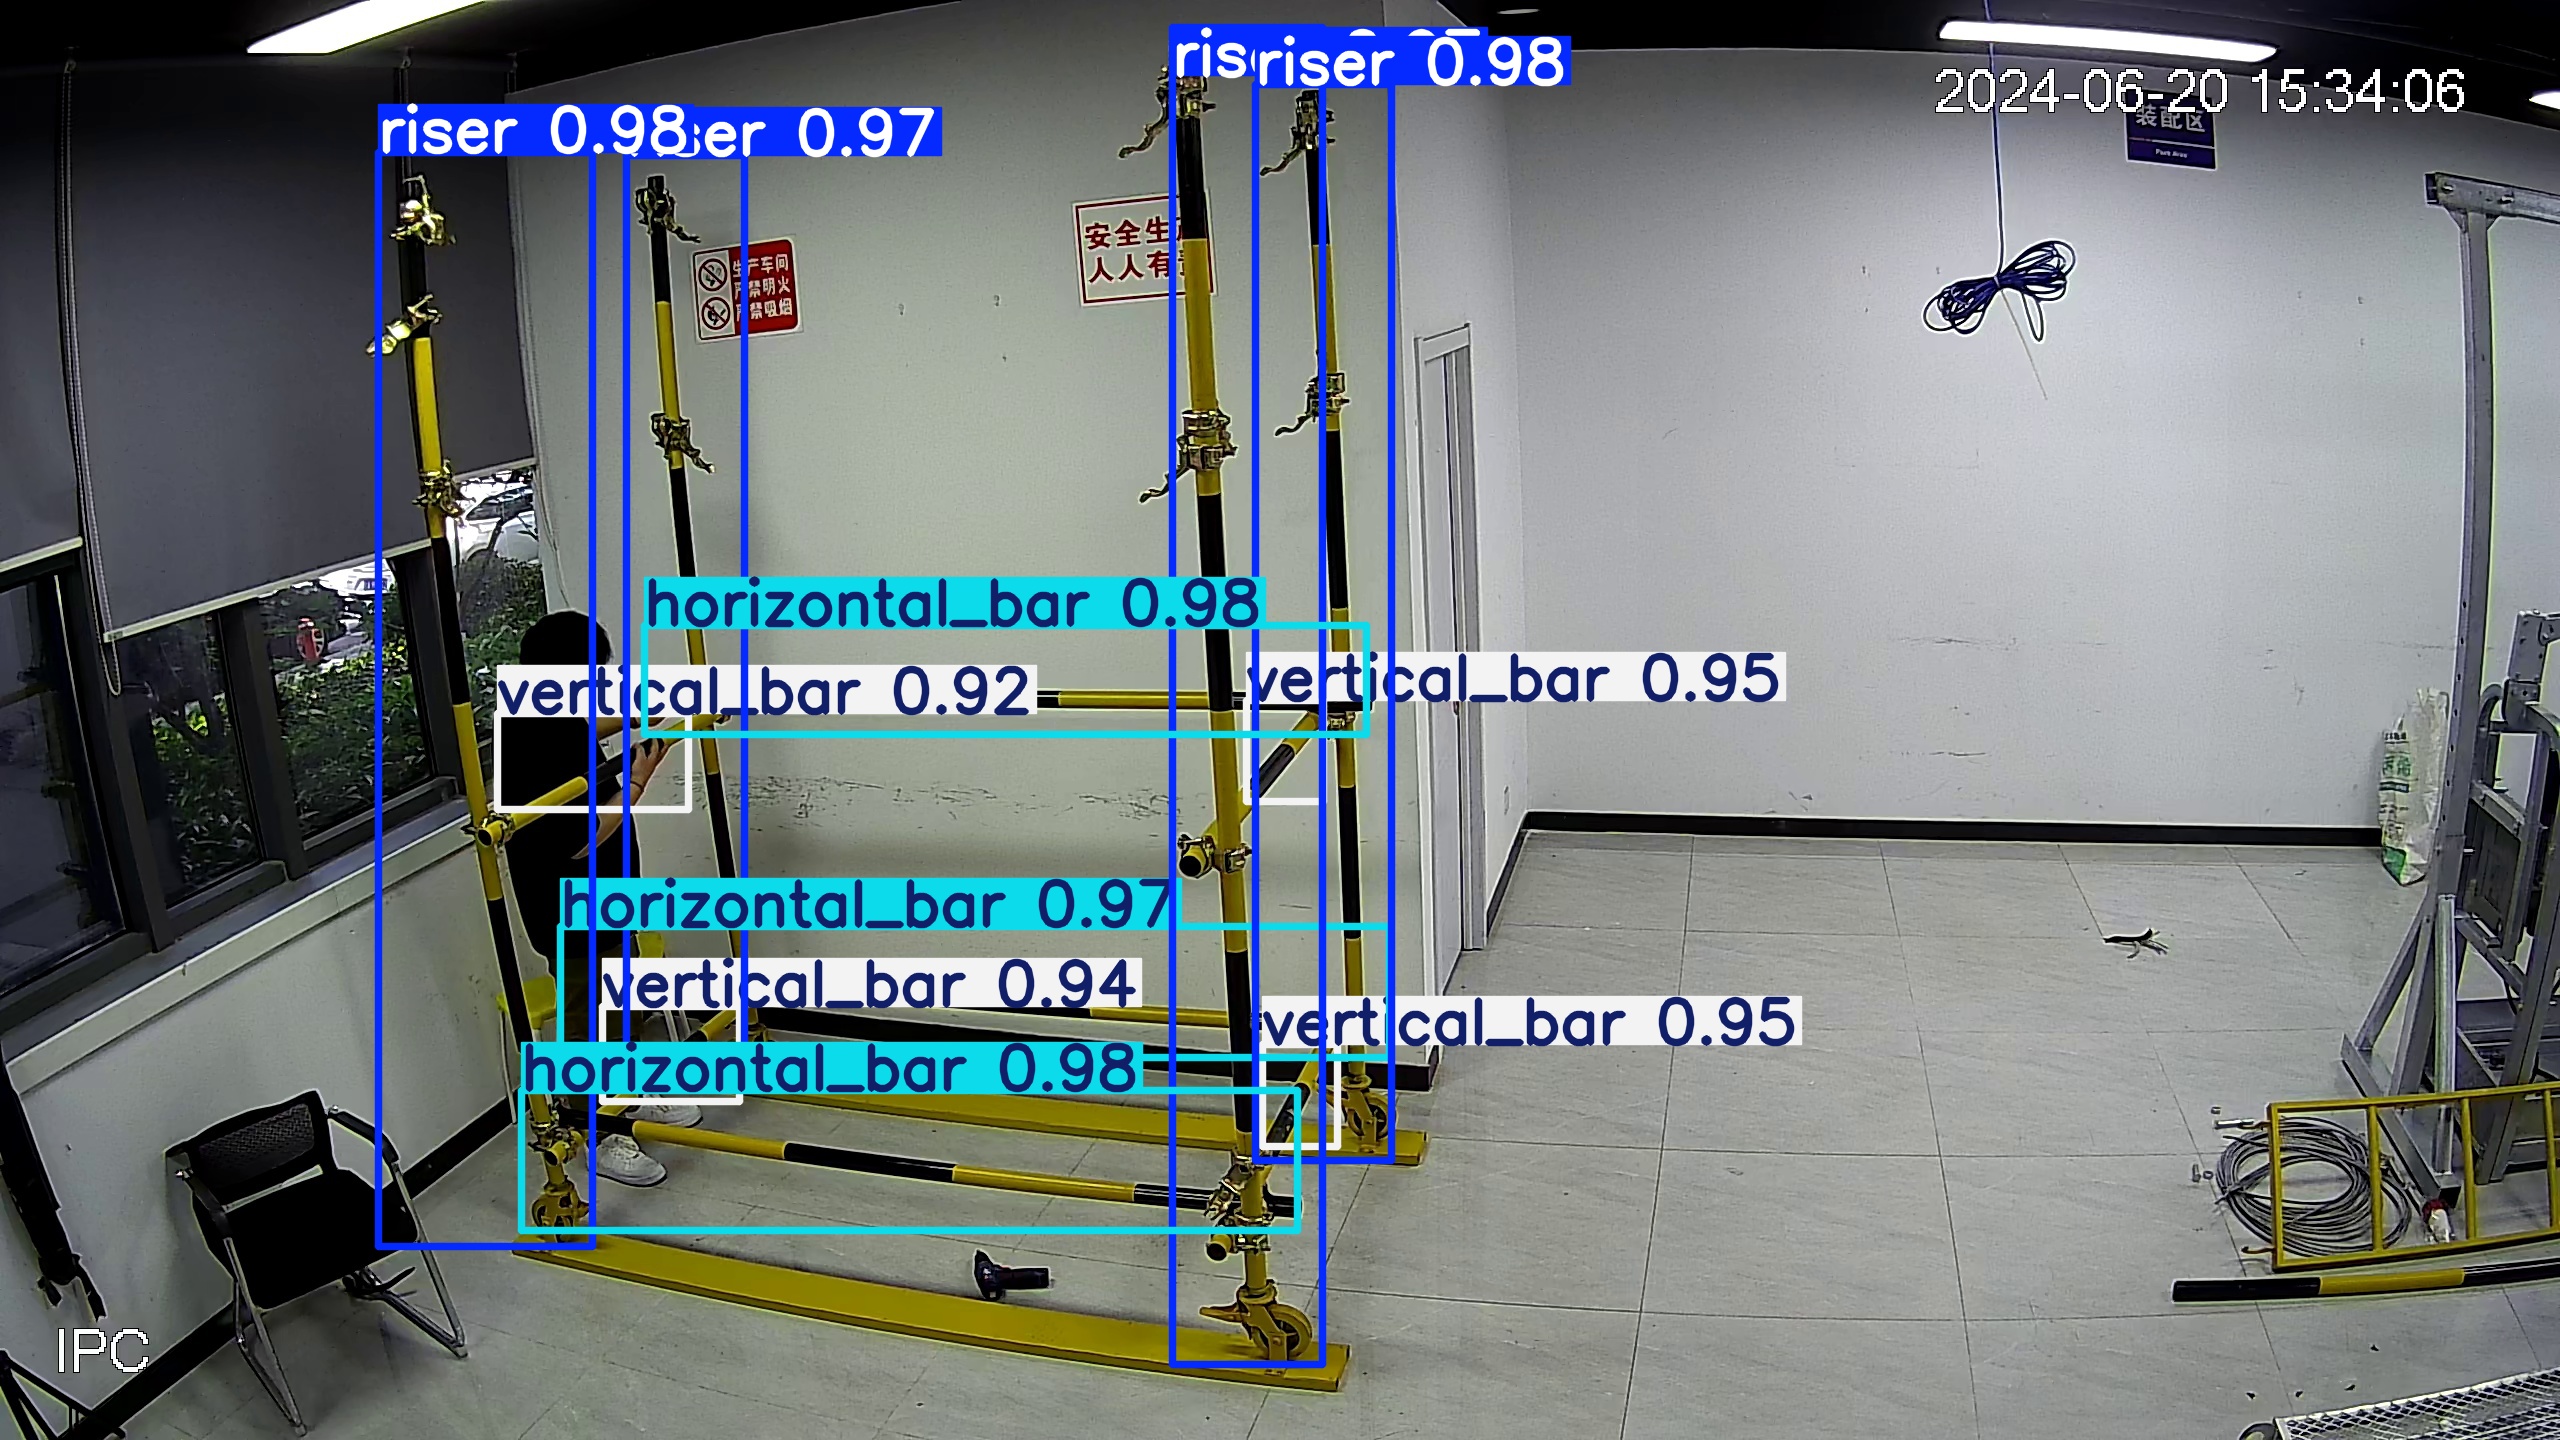 riser 0.98
riser 0.98
ser 0.97
2024-06-20 15:34:06
装配区
安全生产
人人有
生产车间
严禁明火
严禁吸烟
horizontal_bar 0.98
vertical_bar 0.92
vertical_bar 0.95
horizontal_bar 0.97
vertical_bar 0.94
vertical_bar 0.95
horizontal_bar 0.98
IPC